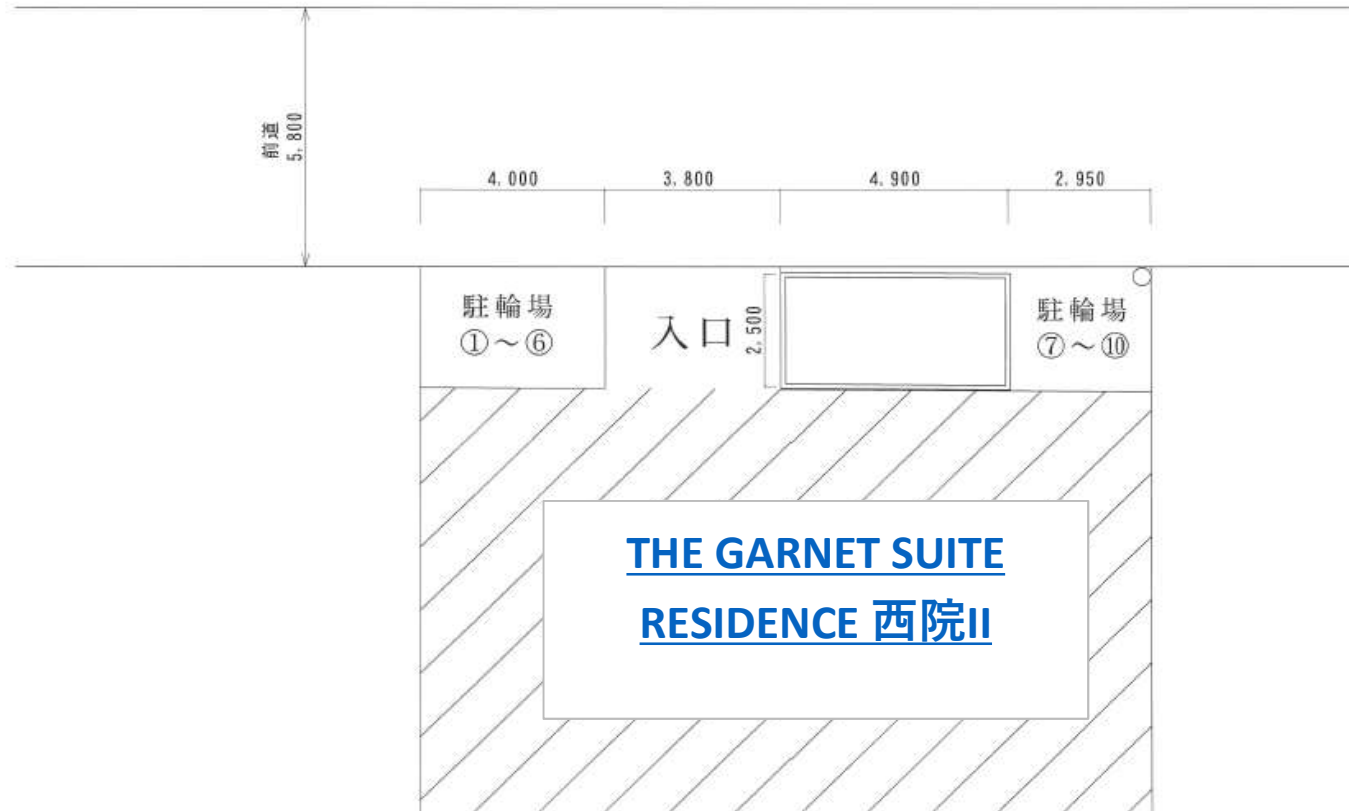 前道
5,800
4,000
3,800
4,900
2,950
駐輪場
①～⑥
入口
2,500
駐輪場
⑦～⑩
THE GARNET SUITE
RESIDENCE 西院II